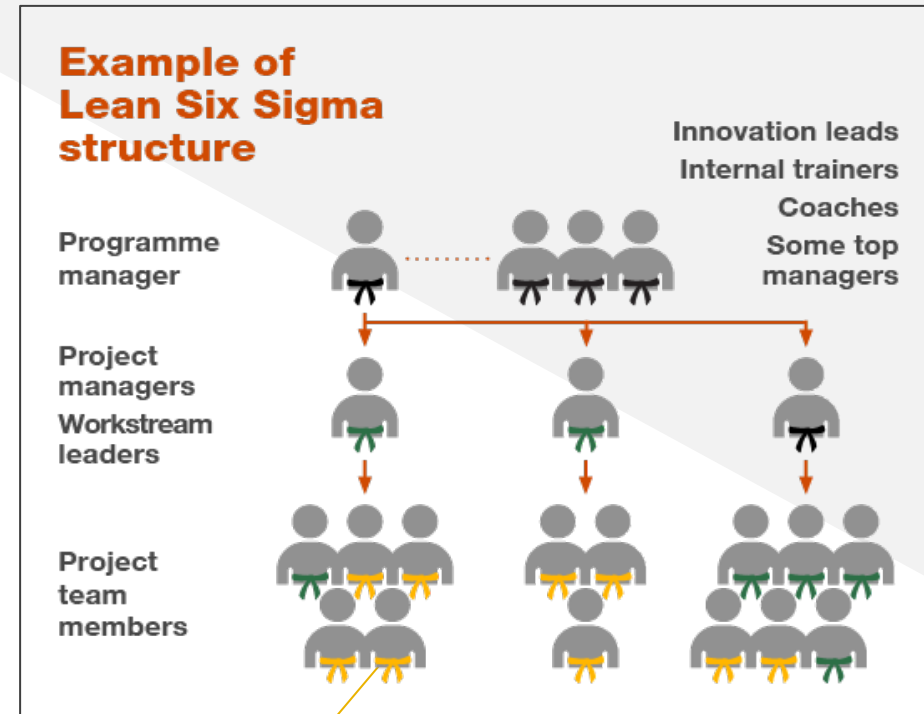 Example of
Lean Six Sigma
structure
Innovation leads
Internal trainers
Coaches
Some top
managers
Programme
manager
Project
managers
Workstream
leaders
Project
team
members